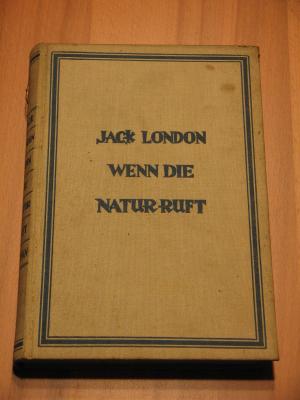 JACK LONDON
WENN DIE
NATUR-RUFT